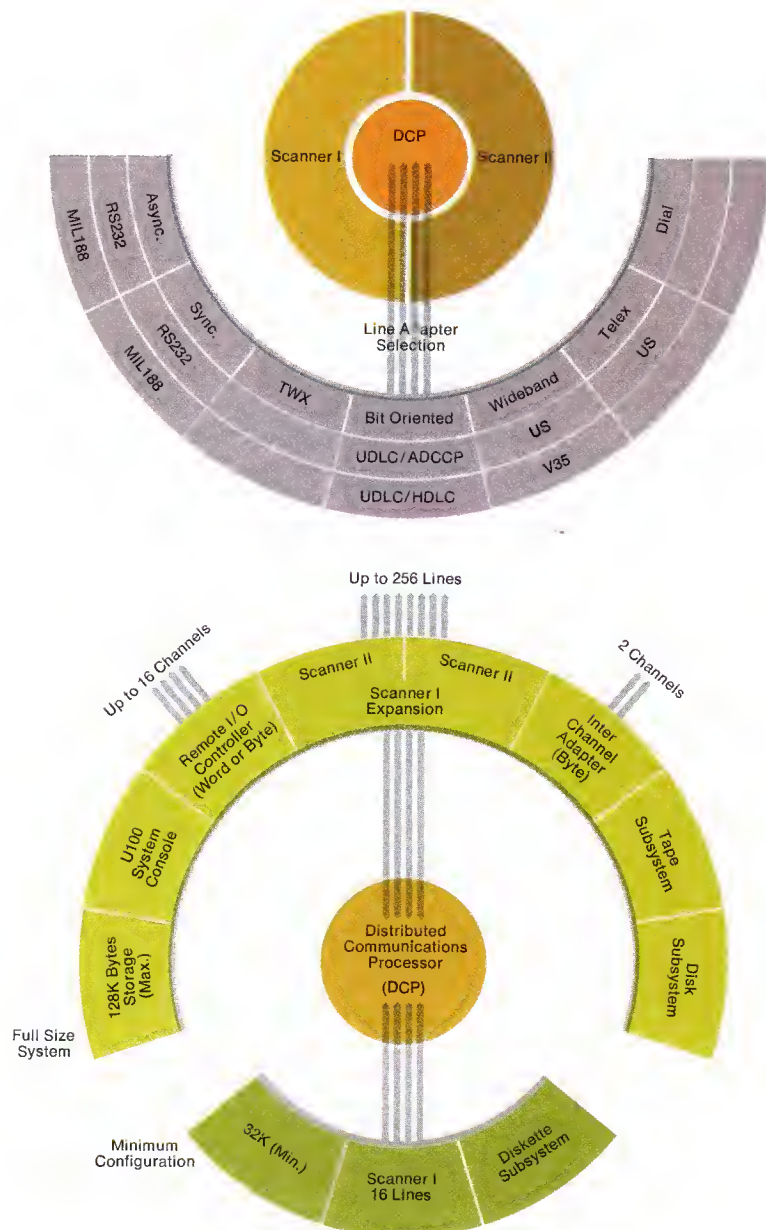 DCP
Scanner I
Scanner I
Line Adapter
Selection
MIL188
RS232
Async.
MIL188
RS232
Sync.
TWX
Bit Oriented
UDLC/ADCCP
UDLC/HDLC
Wideband
US
V35
Telex
US
Dial
Up to 256 Lines
Up to 16 Channels
2 Channels
Scanner II
Scanner II
Scanner I
Expansion
Remote I/O
Controller
(Word or Byte)
Inter
Channel
Adapter
(Byte)
U100
System
Console
Tape
Subsystem
128K Bytes
Storage
(Max.)
Disk
Subsystem
Distributed
Communications
Processor
(DCP)
Full Size
System
Minimum
Configuration
32K (Min.)
Scanner I
16 Lines
Diskette
Subsystem